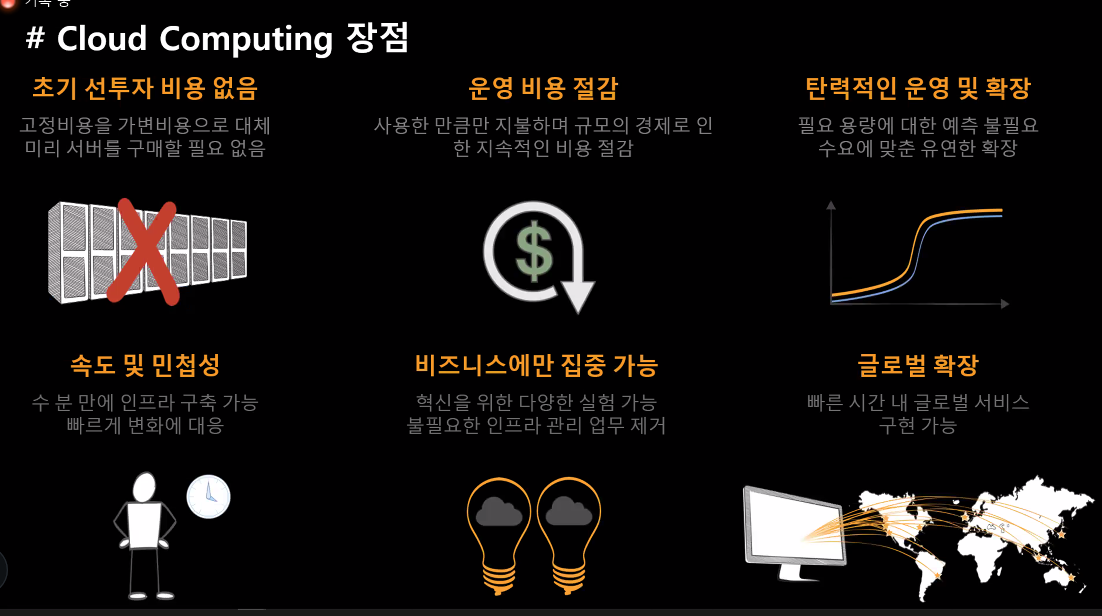 기록 중
# Cloud Computing 장점
초기 선투자 비용 없음
고정비용을 가변비용으로 대체
미리 서버를 구매할 필요 없음
운영 비용 절감
사용한 만큼만 지불하며 규모의 경제로 인
한 지속적인 비용 절감
탄력적인 운영 및 확장
필요 용량에 대한 예측 불필요
수요에 맞춘 유연한 확장
$
속도 및 민첩성
수 분 만에 인프라 구축 가능
빠르게 변화에 대응
비즈니스에만 집중 가능
혁신을 위한 다양한 실험 가능
불필요한 인프라 관리 업무 제거
글로벌 확장
빠른 시간 내 글로벌 서비스
구현 가능